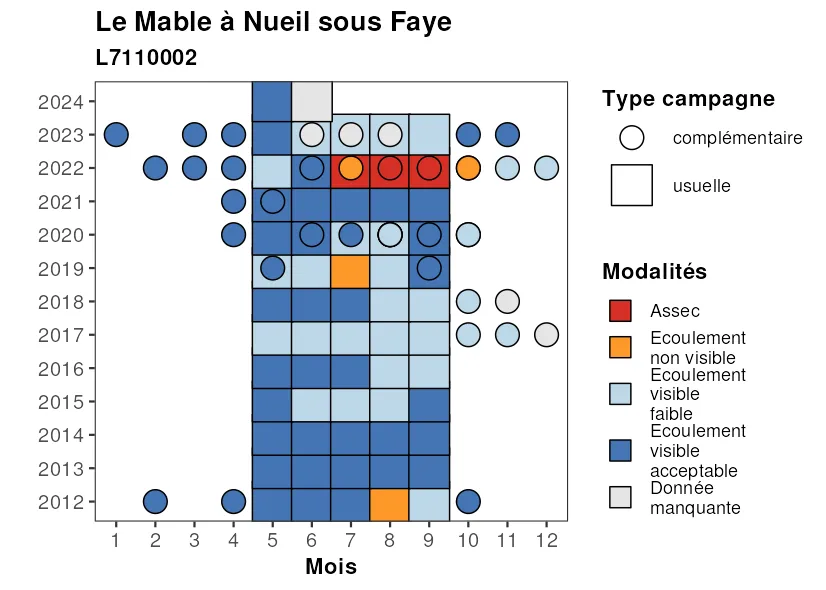 Le Mable à Nueil sous Faye
L7110002
2024
2023
2022
2021
2020
2019
2018
2017
2016
2015
2014
2013
2012
1 2 3 4 5 6 7 8 9 10 11 12
Mois
Type campagne
complémentaire
usuelle
Modalités
Assec
Ecoulement
non visible
Ecoulement
visible
faible
Ecoulement
visible
acceptable
Donnée
manquante